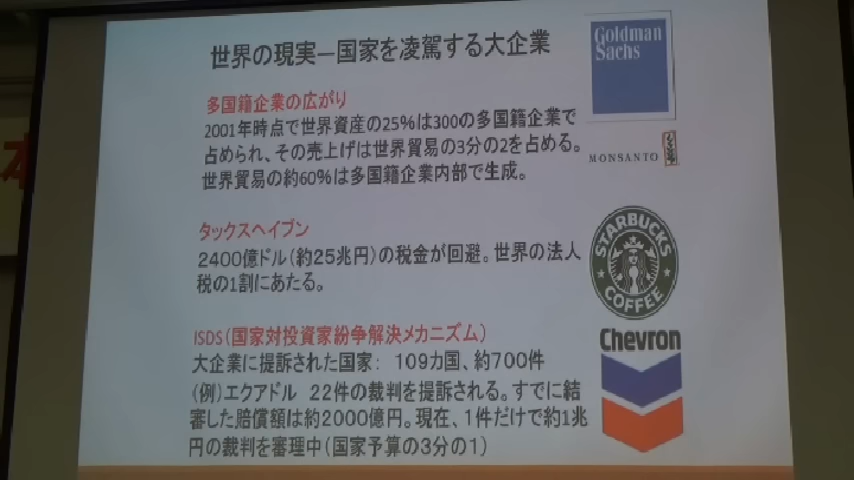 世界の現実―国家を凌駕する大企業
Goldman
Sachs
多国籍企業の広がり
2001年時点で世界資産の25%は300の多国籍企業で
占められ、その売上げは世界貿易の3分の2を占める。
世界貿易の約60%は多国籍企業内部で生成。
MONSANTO
タックスヘイブン
2400億ドル(約25兆円)の税金が回避。世界の法人
税の1割にあたる。
STARBUCKS
COFFEE
ISDS(国家対投資家紛争解決メカニズム)
大企業に提訴された国家: 109カ国、約700件
(例)エクアドル 22件の裁判を提訴される。すでに結
審した賠償額は約2000億円。現在、1件だけで約1兆
円の裁判を審理中(国家予算の3分の1)
Chevron
本